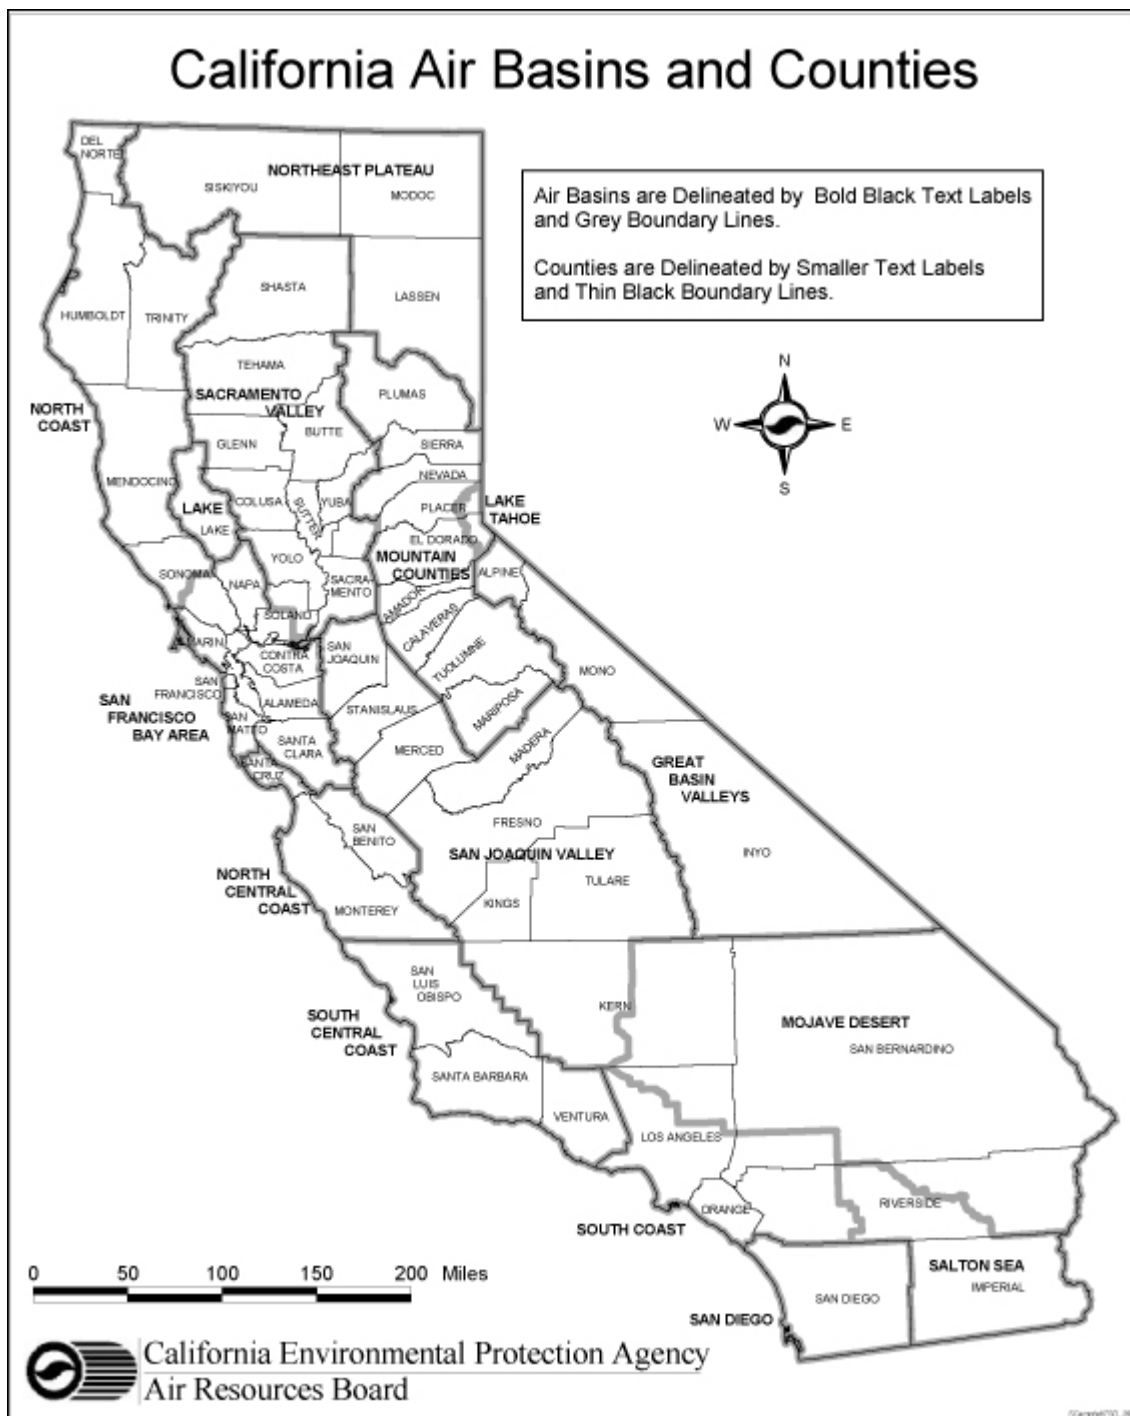 California Air Basins and Counties
DEL
NORTE
NORTHEAST PLATEAU
SISKIYOU
MODOC
Air Basins are Delineated by Bold Black Text Labels
and Grey Boundary Lines.
Counties are Delineated by Smaller Text Labels
and Thin Black Boundary Lines.
SHASTA
LASSEN
HUMBOLDT
TRINITY
TEHAMA
SACRAMENTO
VALLEY
PLUMAS
NORTH
COAST
BUTTE
GLENN
SIERRA
N
W
E
S
NEVADA
MENDOCINO
COLUSA
SUTTER
YUBA
PLACER
LAKE
TAHOE
LAKE
LAKE
EL DORADO
YOLO
MOUNTAIN
COUNTIES
SONOMA
NAPA
SACRA-
MENTO
ALPINE
AMADOR
SOLANO
CALAVERAS
MARIN
CONTRA
COSTA
SAN
JOAQUIN
TUOLUMNE
MONO
SAN
FRANCISCO
ALAMEDA
STANISLAUS
MARIPOSA
SAN
FRANCISCO
BAY AREA
SAN
MATEO
SANTA
CLARA
MERCED
MADERA
SANTA
CRUZ
GREAT
BASIN
VALLEYS
SAN
BENITO
FRESNO
SAN JOAQUIN VALLEY
INYO
NORTH
CENTRAL
COAST
TULARE
KINGS
MONTEREY
SAN
LUIS
OBISPO
KERN
SOUTH
CENTRAL
COAST
MOJAVE DESERT
SAN BERNARDINO
SANTA BARBARA
VENTURA
LOS ANGELES
RIVERSIDE
ORANGE
SOUTH COAST
SALTON SEA
IMPERIAL
SAN DIEGO
SAN DIEGO
0 50 100 150 200 Miles
California Environmental Protection Agency
Air Resources Board